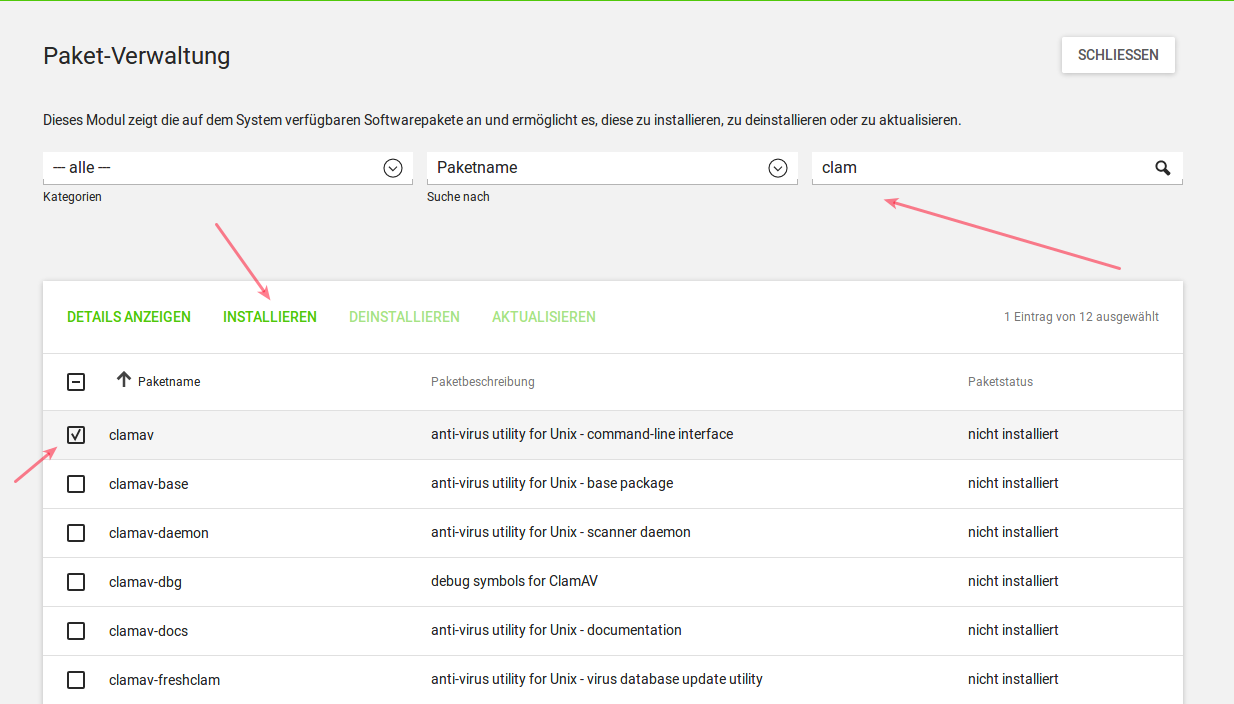 Paket-Verwaltung
SCHLIESSEN
Dieses Modul zeigt die auf dem System verfügbaren Softwarepakete an und ermöglicht es, diese zu installieren, zu deinstallieren oder zu aktualisieren.
--- alle --- Paketname clam
Kategorien Suche nach
DETAILS ANZEIGEN INSTALLIEREN DEINSTALLIEREN AKTUALISIEREN 1 Eintrag von 12 ausgewählt
Paketname Paketbeschreibung Paketstatus
clamav anti-virus utility for Unix - command-line interface nicht installiert
clamav-base anti-virus utility for Unix - base package nicht installiert
clamav-daemon anti-virus utility for Unix - scanner daemon nicht installiert
clamav-dbg debug symbols for ClamAV nicht installiert
clamav-docs anti-virus utility for Unix - documentation nicht installiert
clamav-freshclam anti-virus utility for Unix - virus database update utility nicht installiert